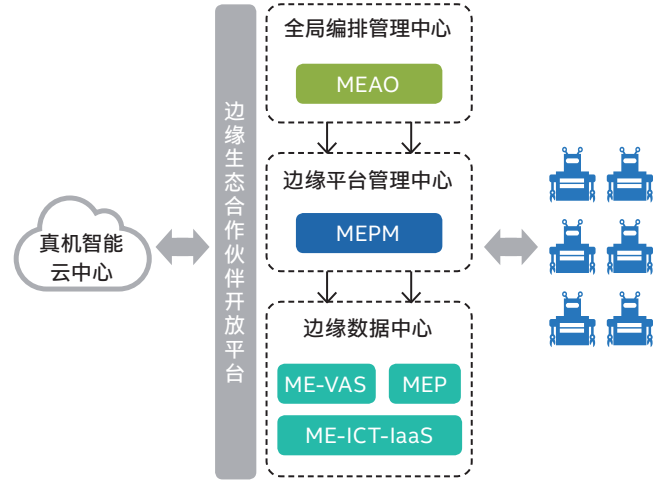 真机智能
云中心
边缘生态合作伙伴开放平台
全局编排管理中心
MEAO
边缘平台管理中心
MEPM
边缘数据中心
ME-VAS
MEP
ME-ICT-IaaS